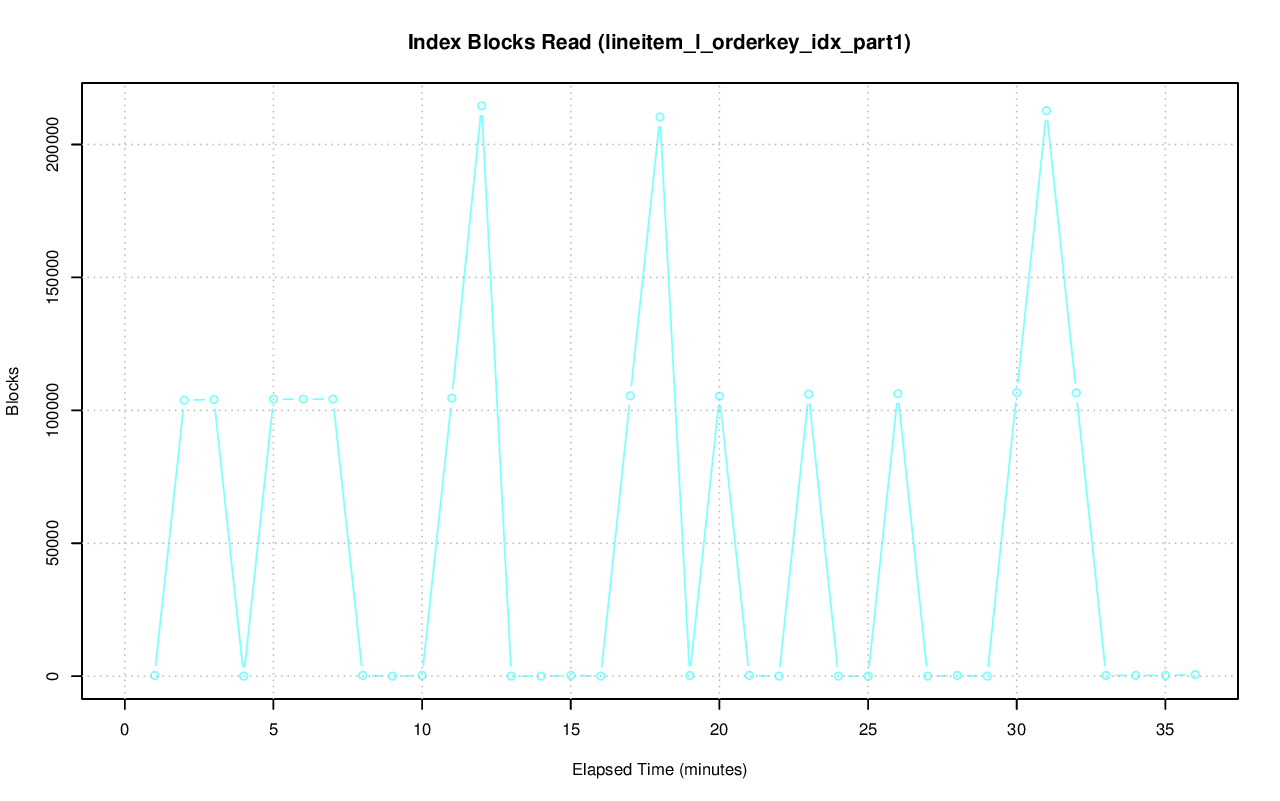 Index Blocks Read (lineitem_l_orderkey_idx_part1)
Blocks
200000
150000
100000
50000
0
0 5 10 15 20 25 30 35
Elapsed Time (minutes)